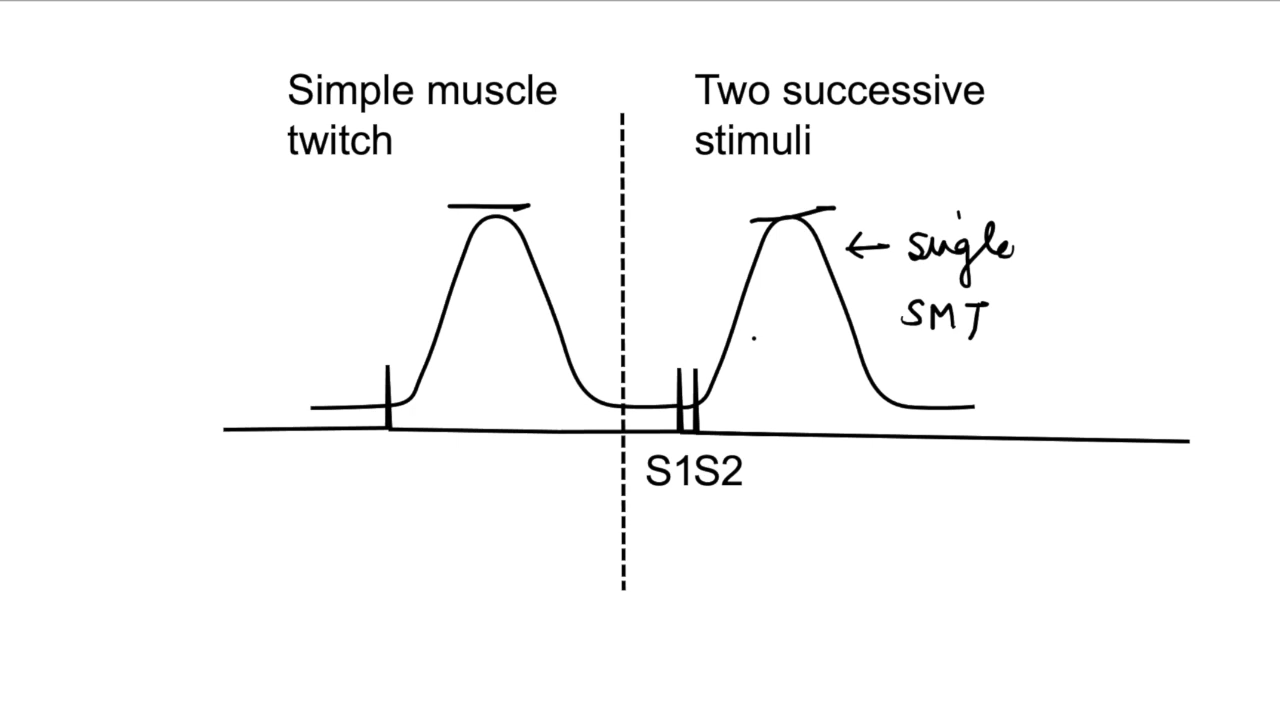 Simple muscle
twitch
Two successive
stimuli
← single
SMT
S1S2